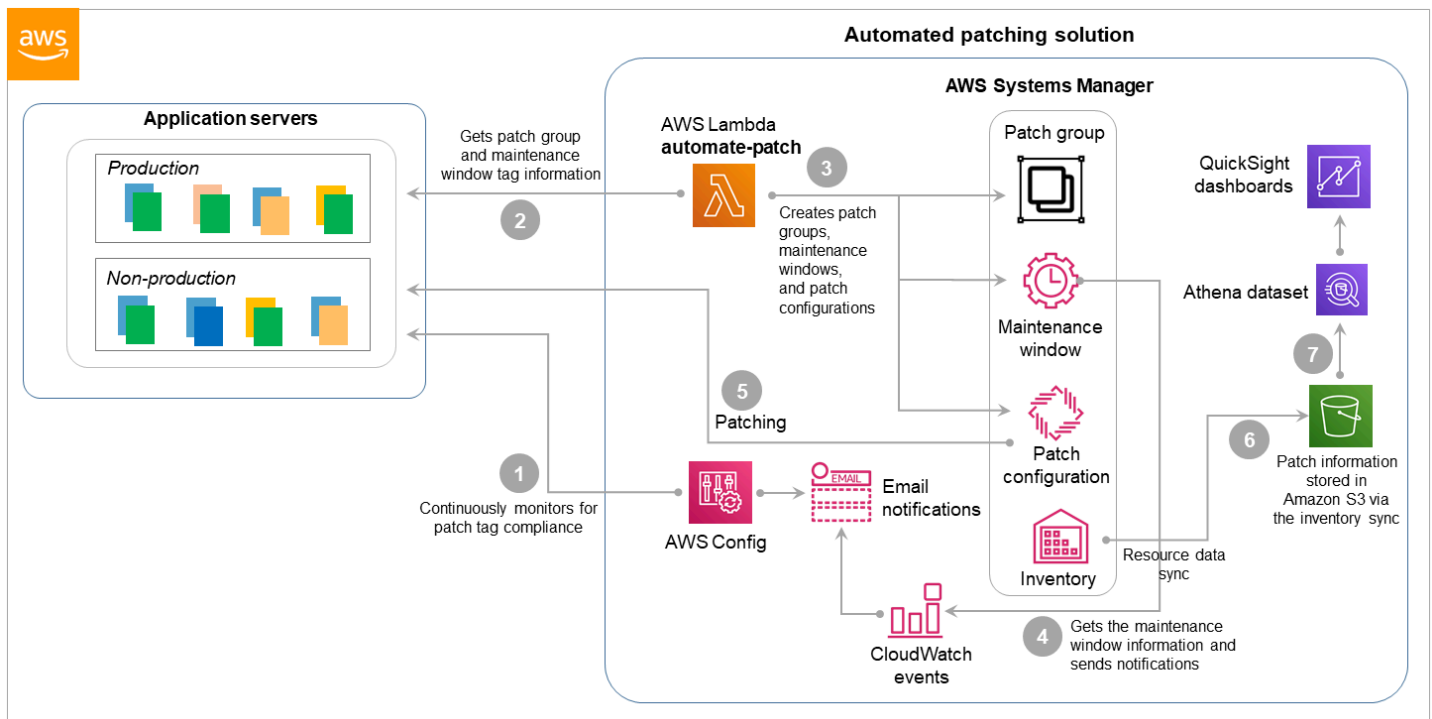 aws
Automated patching solution
Application servers
Production
Non-production
Gets patch group
and maintenance
window tag information
2
AWS Lambda
automate-patch
3
Creates patch
groups,
maintenance
windows,
and patch
configurations
AWS Systems Manager
Patch group
Maintenance
window
Patch
configuration
Inventory
5
Patching
1
Continuously monitors for
patch tag compliance
AWS Config
EMAIL
Email
notifications
CloudWatch
events
4
Gets the maintenance
window information and
sends notifications
Resource data
sync
6
Patch information
stored in
Amazon S3 via
the inventory sync
7
Athena dataset
QuickSight
dashboards